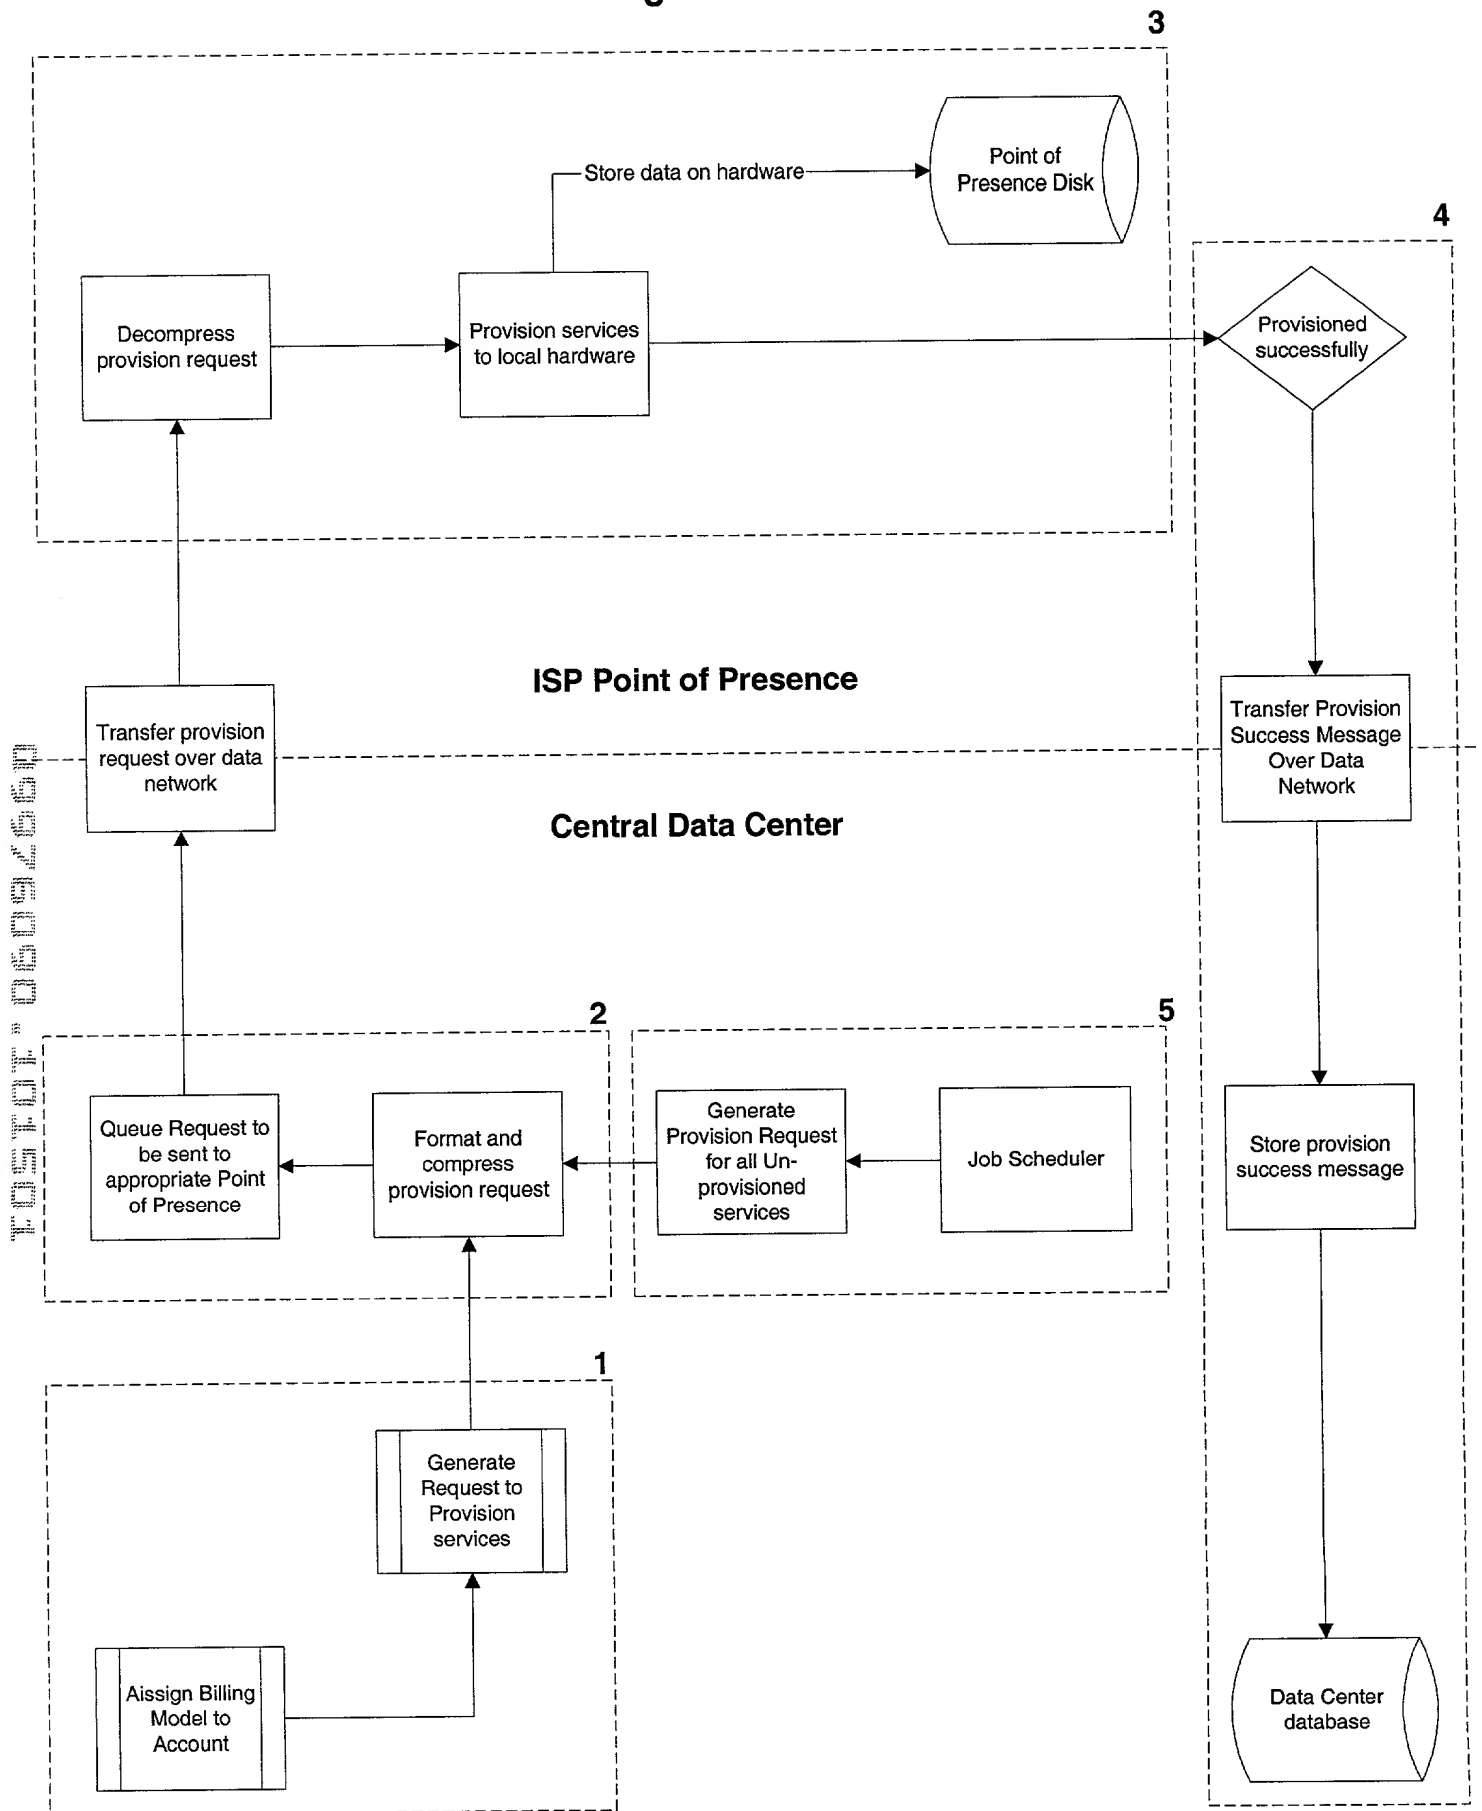 3
Store data on hardware
Point of
Presence Disk
4
Decompress
provision request
Provision services
to local hardware
Provisioned
successfully
ISP Point of Presence
Transfer provision
request over data
network
Transfer Provision
Success Message
Over Data
Network
Central Data Center
2
5
Queue Request to
be sent to
appropriate Point
of Presence
Format and
compress
provision request
Generate
Provision Request
for all Un-
provisioned
services
Job Scheduler
Store provision
success message
1
Generate
Request to
Provision
services
Aissign Billing
Model to
Account
Data Center
database